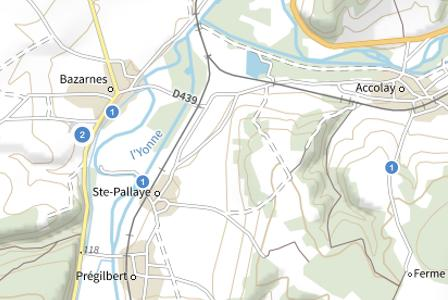 Bazarnes
Accolay
D439
1
2
l'Yonne
1
1
Ste-Pallaye
118
Prégilbert
Ferme